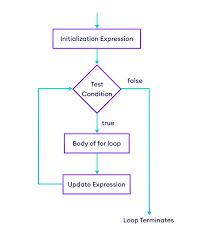 Initialization Expression
Test
Condition
false
true
Body of for loop
Update Expression
Loop Terminates